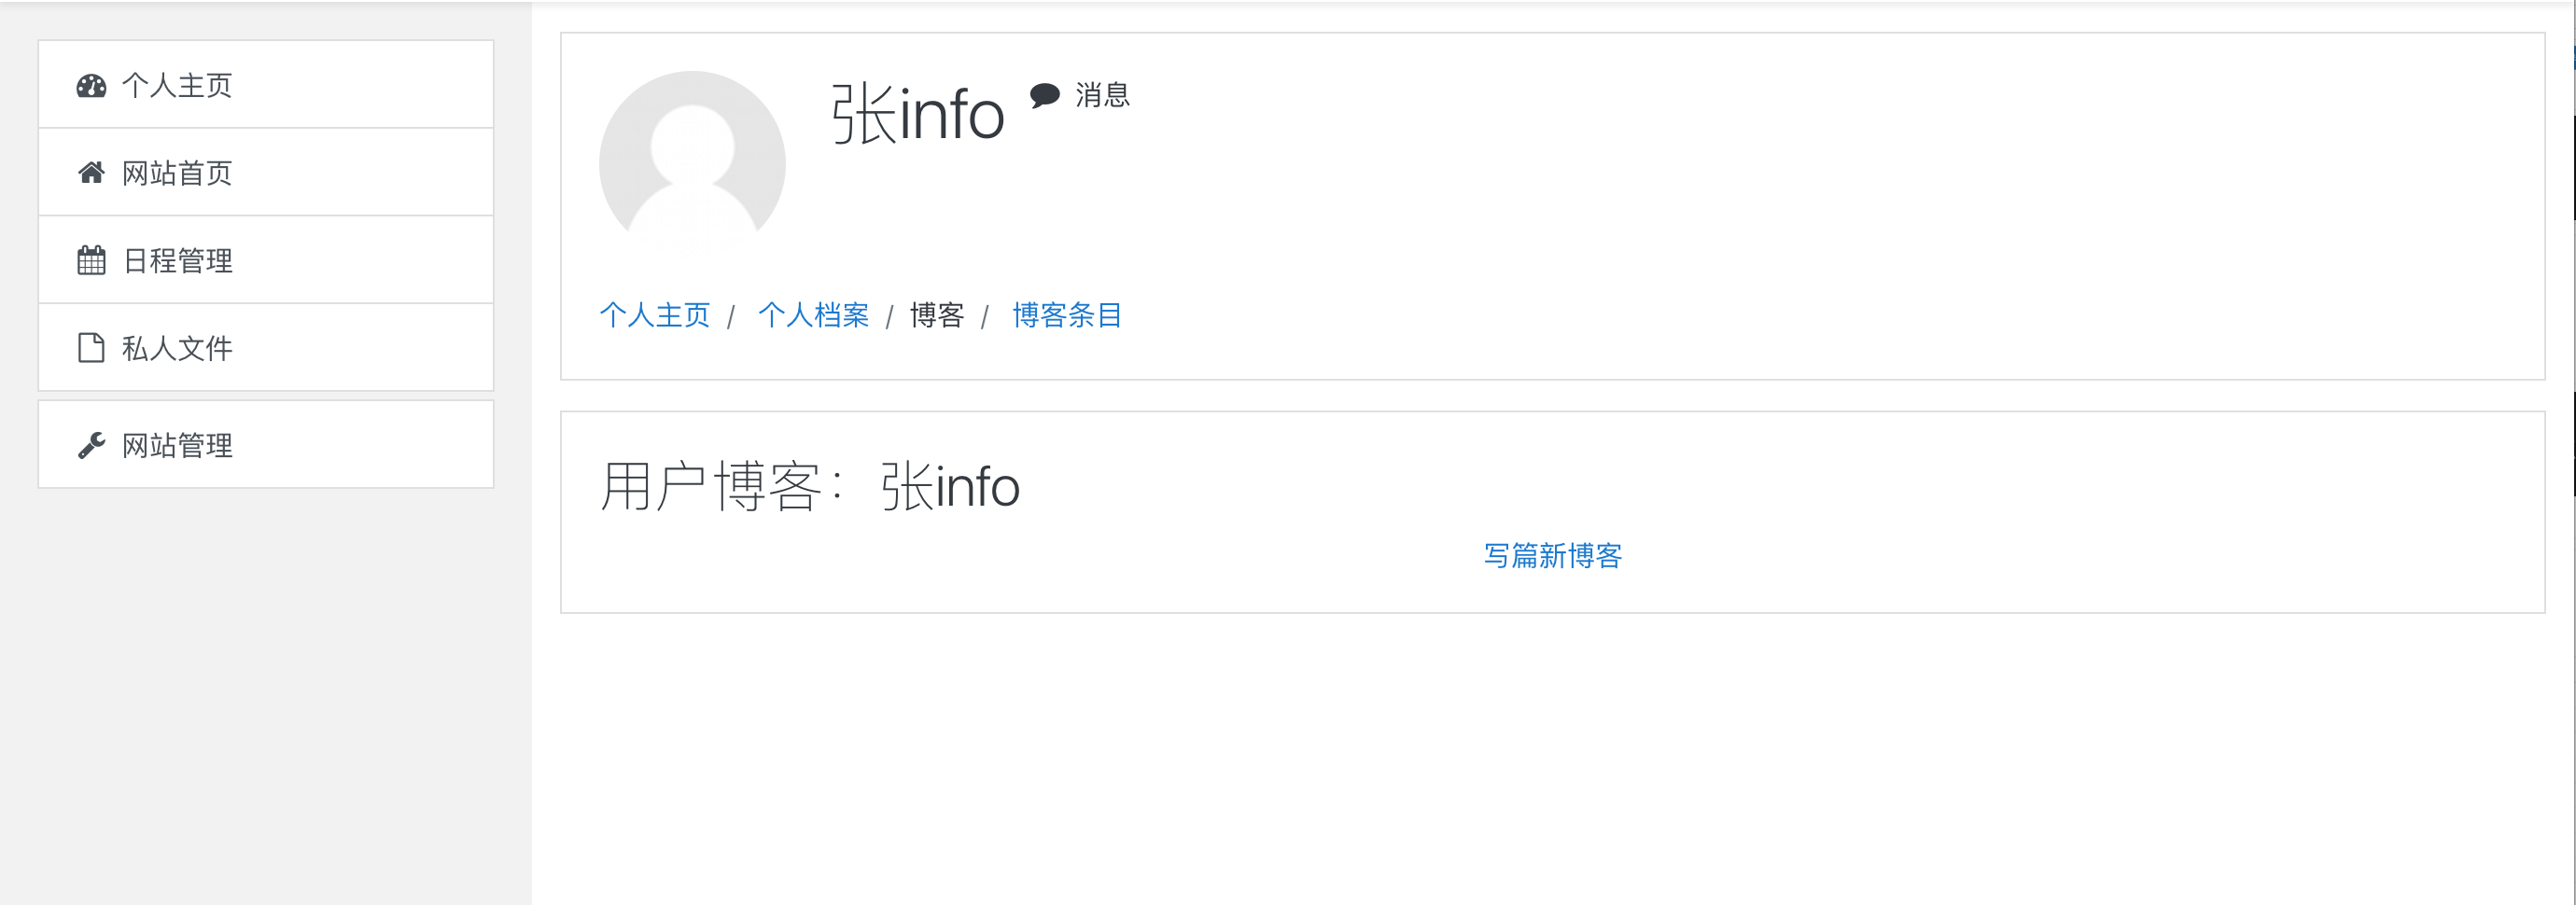 个人主页
网站首页
日程管理
私人文件
网站管理
张info 消息
个人主页 / 个人档案 / 博客 / 博客条目
用户博客：张info
写篇新博客